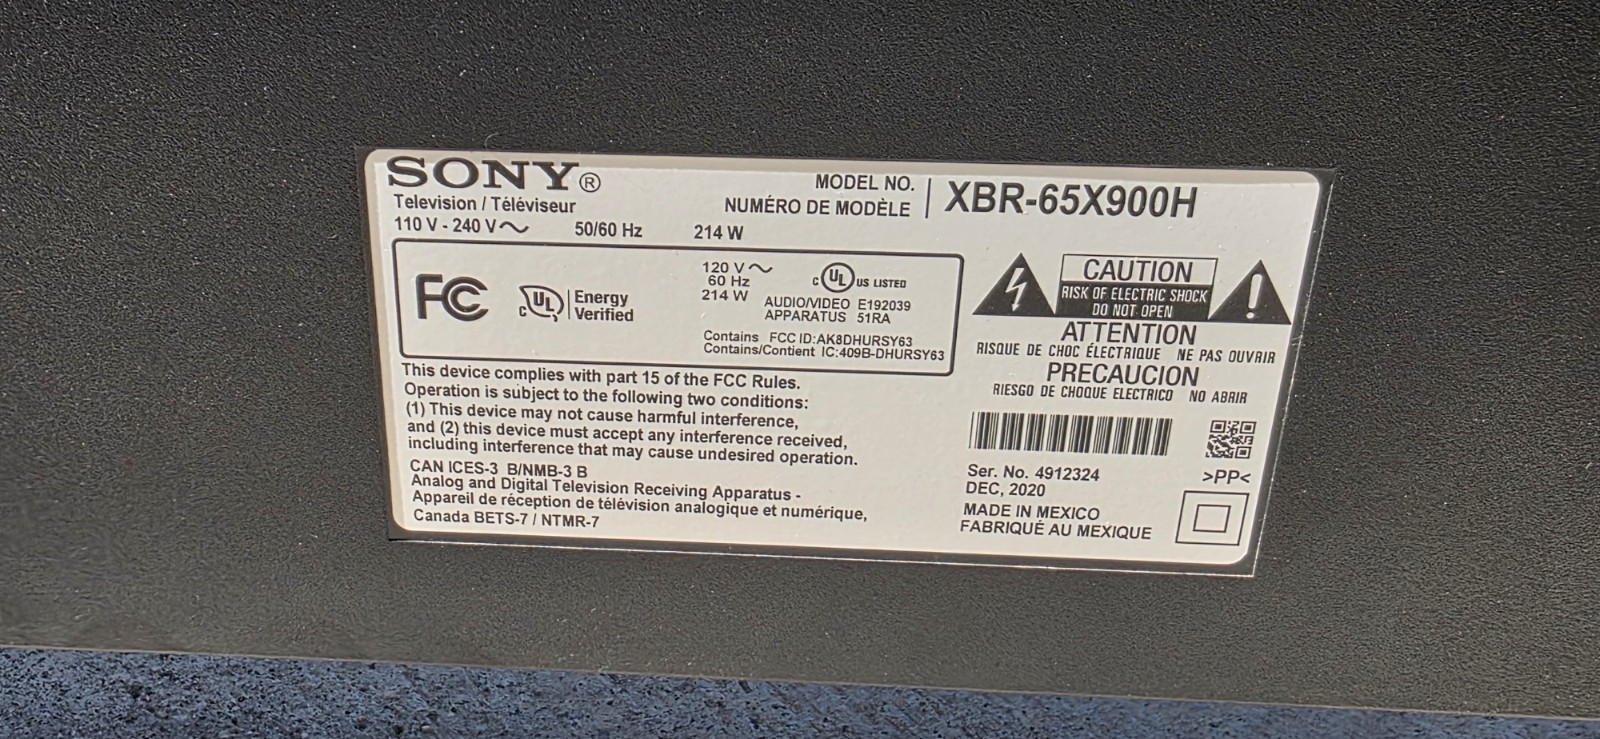 SONY®
Television / Téléviseur
110 V - 240 V~ 50/60 Hz 214 W
MODEL NO.
NUMÉRO DE MODÈLE
XBR-65X900H
FC
C UL Energy
Verified
120 V~
60 Hz
214 W
C UL US LISTED
AUDIO/VIDEO E192039
APPARATUS 51RA
Contains FCC ID:AK8DHURSY63
Contains/Contient IC:409B-DHURSY63
This device complies with part 15 of the FCC Rules.
Operation is subject to the following two conditions:
(1) This device may not cause harmful interference,
and (2) this device must accept any interference received,
including interference that may cause undesired operation.
CAN ICES-3 B/NMB-3 B
Analog and Digital Television Receiving Apparatus -
Appareil de réception de télévision analogique et numérique,
Canada BETS-7 / NTMR-7
CAUTION
RISK OF ELECTRIC SHOCK
DO NOT OPEN
ATTENTION
RISQUE DE CHOC ÉLECTRIQUE NE PAS OUVRIR
PRECAUCION
RIESGO DE CHOQUE ELECTRICO NO ABRIR
Ser. No. 4912324
DEC, 2020
>PP<
MADE IN MEXICO
FABRIQUÉ AU MEXIQUE